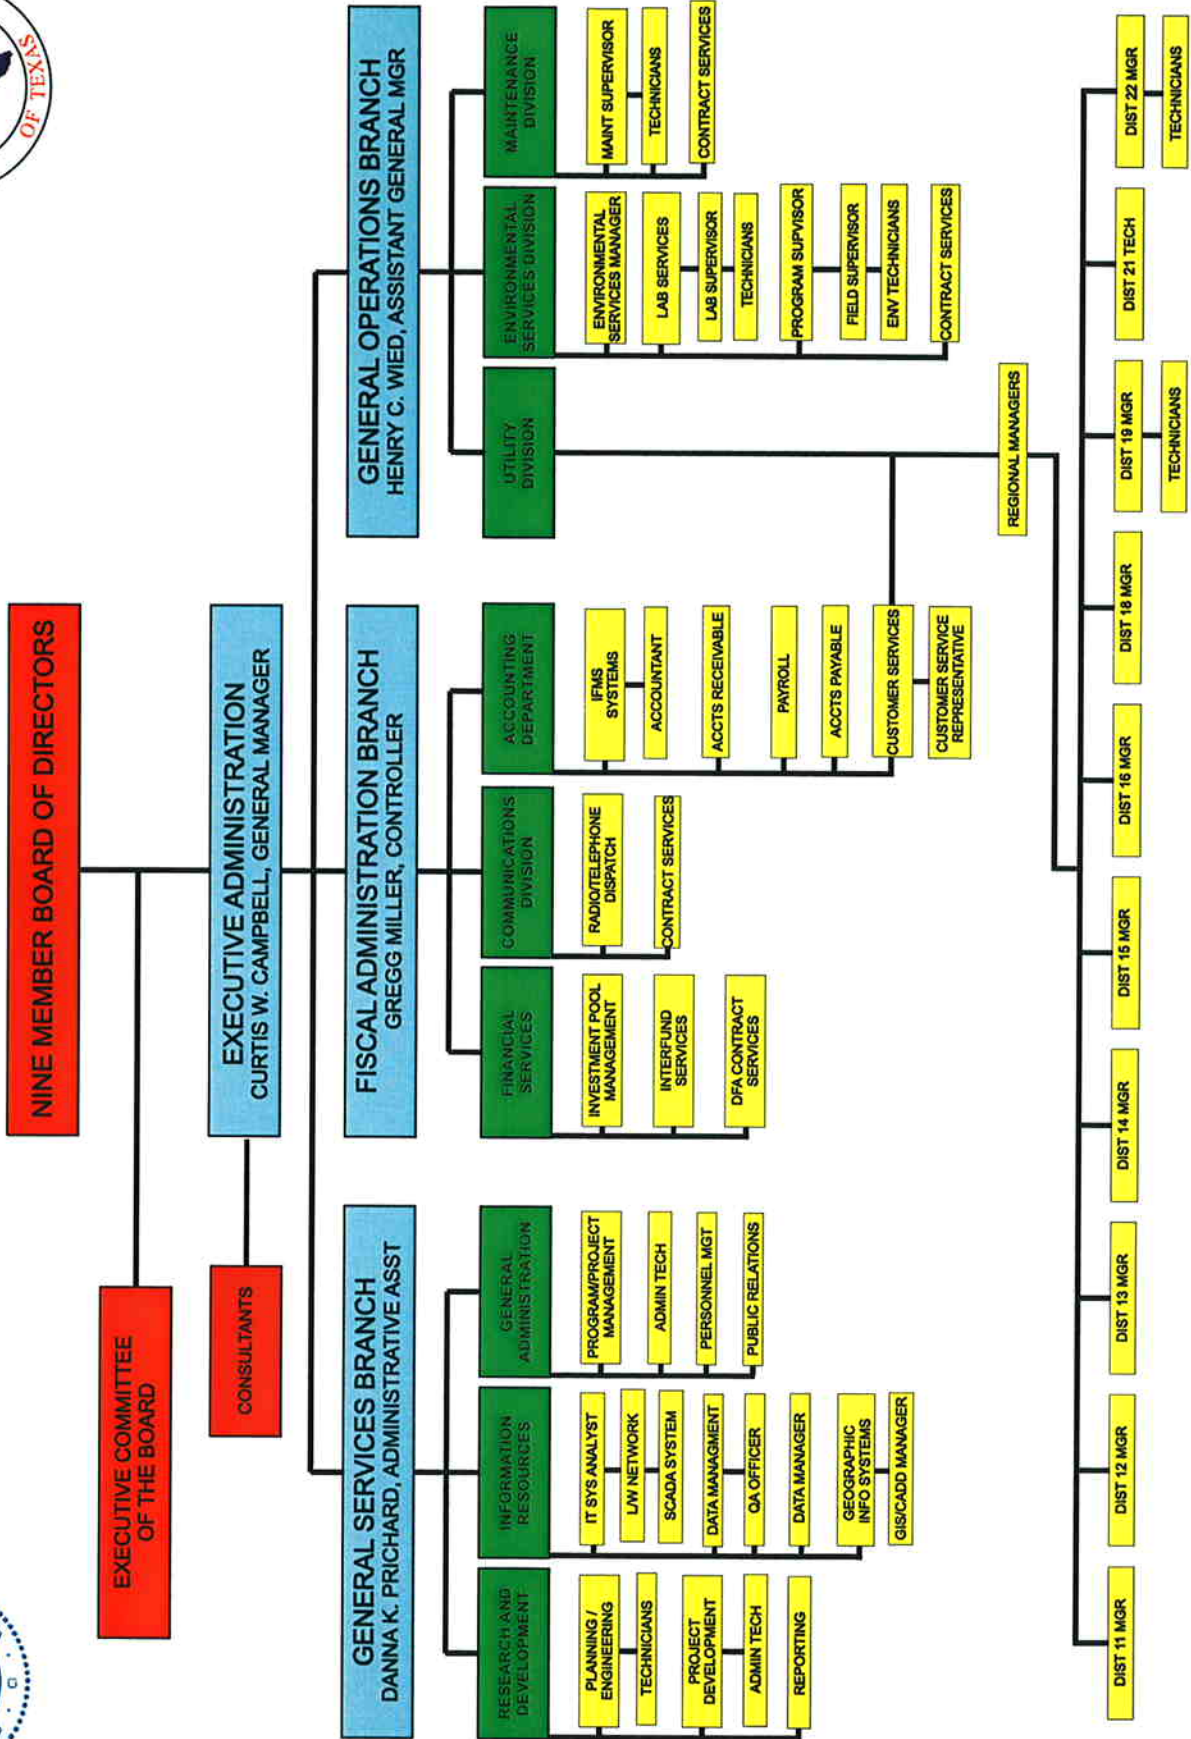 OF TEXAS
NINE MEMBER BOARD OF DIRECTORS
EXECUTIVE COMMITTEE
OF THE BOARD
EXECUTIVE ADMINISTRATION
CURTIS W. CAMPBELL, GENERAL MANAGER
CONSULTANTS
GENERAL SERVICES BRANCH
DANNA K. PRICHARD, ADMINISTRATIVE ASST
RESEARCH AND
DEVELOPMENT
PLANNING /
ENGINEERING
TECHNICIANS
PROJECT
DEVELOPMENT
ADMIN TECH
REPORTING
INFORMATION
RESOURCES
IT SYS ANALYST
L/W NETWORK
SCADA SYSTEM
DATA MANAGMENT
QA OFFICER
DATA MANAGER
GEOGRAPHIC
INFO SYSTEMS
GIS/CADD MANAGER
GENERAL
ADMINISTRATION
PROGRAM/PROJECT
MANAGEMENT
ADMIN TECH
PERSONNEL MGT
PUBLIC RELATIONS
FISCAL ADMINISTRATION BRANCH
GREGG MILLER, CONTROLLER
FINANCIAL
SERVICES
INVESTMENT POOL
MANAGEMENT
INTERFUND
SERVICES
DFA CONTRACT
SERVICES
COMMUNICATIONS
DIVISION
RADIO/TELEPHONE
DISPATCH
CONTRACT SERVICES
ACCOUNTING
DEPARTMENT
IFMS
SYSTEMS
ACCOUNTANT
ACCTS RECEIVABLE
PAYROLL
ACCTS PAYABLE
CUSTOMER SERVICES
CUSTOMER SERVICE
REPRESENTATIVE
GENERAL OPERATIONS BRANCH
HENRY C. WIED, ASSISTANT GENERAL MGR
UTILITY
DIVISION
ENVIRONMENTAL
SERVICES DIVISION
ENVIRONMENTAL
SERVICES MANAGER
LAB SERVICES
LAB SUPERVISOR
TECHNICIANS
PROGRAM SUPVISOR
FIELD SUPERVISOR
ENV TECHNICIANS
CONTRACT SERVICES
MAINTENANCE
DIVISION
MAINT SUPERVISOR
TECHNICIANS
CONTRACT SERVICES
REGIONAL MANAGERS
DIST 11 MGR
DIST 12 MGR
DIST 13 MGR
DIST 14 MGR
DIST 15 MGR
DIST 16 MGR
DIST 18 MGR
DIST 19 MGR
TECHNICIANS
DIST 21 TECH
DIST 22 MGR
TECHNICIANS